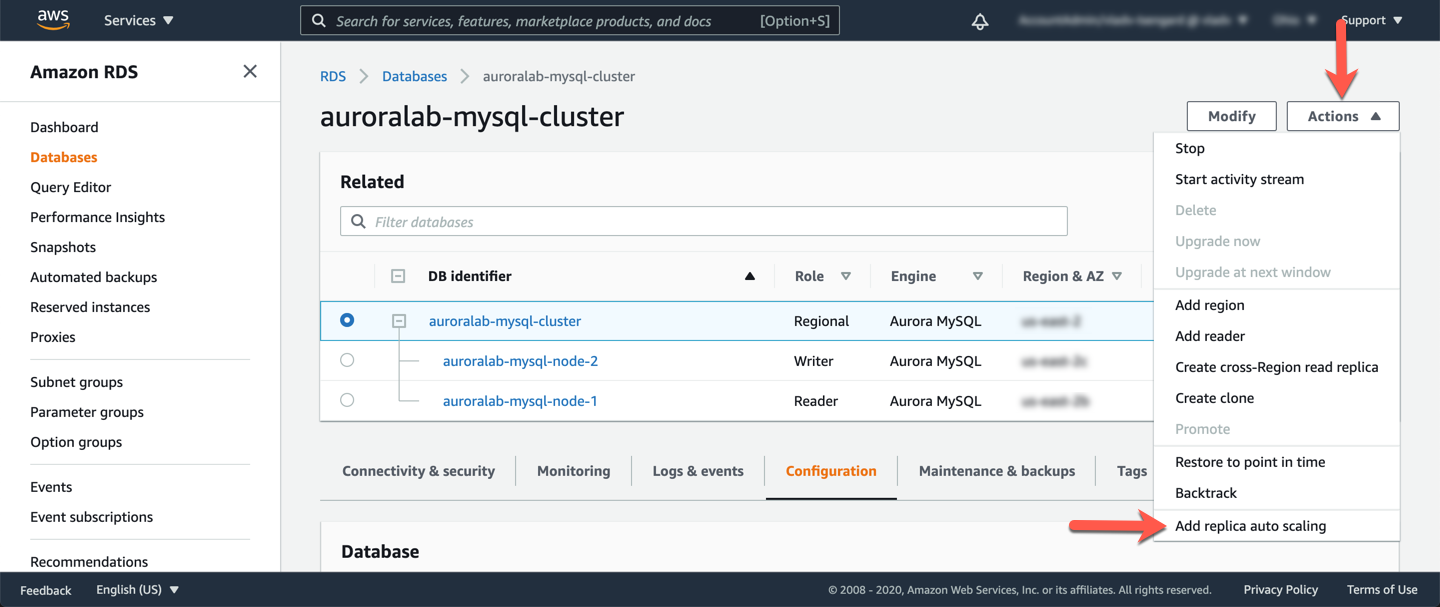 aws Services Search for services, features, marketplace products, and docs [Option+S] Support
Amazon RDS
Dashboard
Databases
Query Editor
Performance Insights
Snapshots
Automated backups
Reserved instances
Proxies
Subnet groups
Parameter groups
Option groups
Events
Event subscriptions
Recommendations
RDS Databases auroralab-mysql-cluster
auroralab-mysql-cluster
Modify Actions
Related
Filter databases
DB identifier Role Engine Region & AZ
auroralab-mysql-cluster Regional Aurora MySQL
auroralab-mysql-node-2 Writer Aurora MySQL
auroralab-mysql-node-1 Reader Aurora MySQL
Connectivity & security Monitoring Logs & events Configuration Maintenance & backups Tags
Database
Stop
Start activity stream
Delete
Upgrade now
Upgrade at next window
Add region
Add reader
Create cross-Region read replica
Create clone
Promote
Restore to point in time
Backtrack
Add replica auto scaling
Feedback English (US) © 2008 - 2020, Amazon Web Services, Inc. or its affiliates. All rights reserved. Privacy Policy Terms of Use